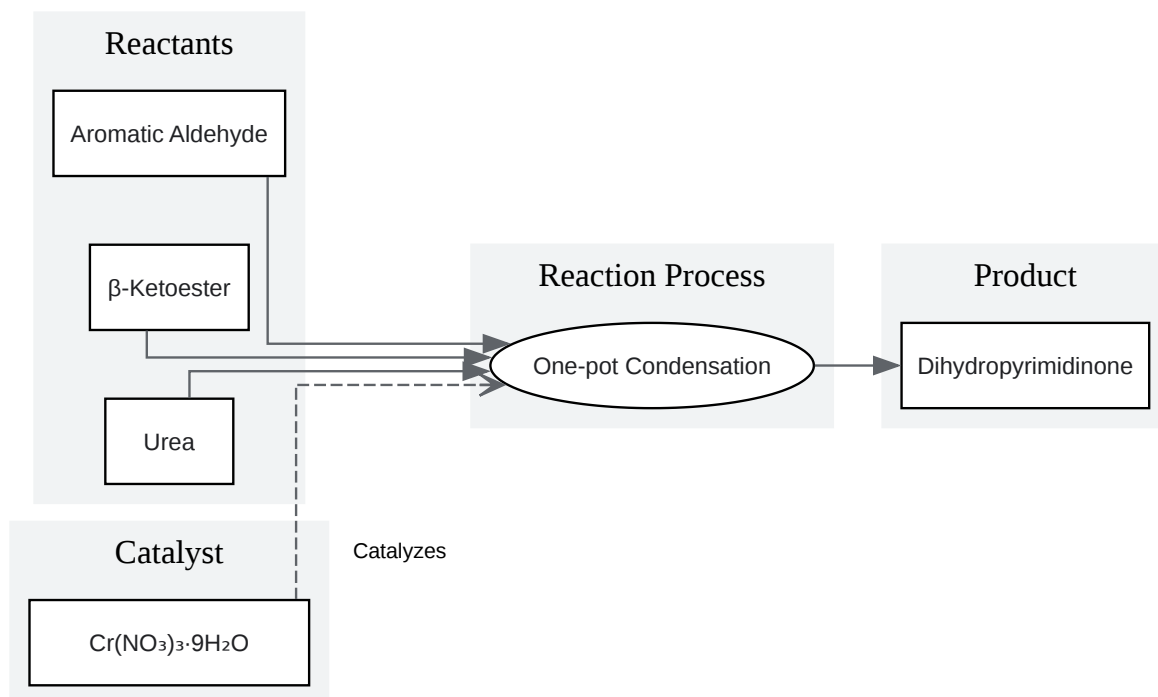 Reactants
Aromatic Aldehyde
β-Ketoester
Urea
Reaction Process
One-pot Condensation
Product
Dihydropyrimidinone
Catalyst
Catalyzes
Cr(NO₃)₃·9H₂O